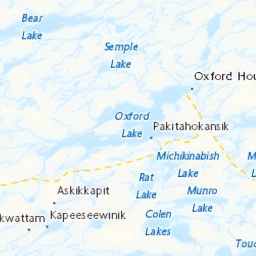 Bear
Lake
Semple
Lake
Oxford Hou
Oxford
Lake
Pakitahokansik
Michikinabish
Lake
M
L
Rat
Lake
Munro
Lake
Askikkapit
Kapeeseewinik
kwattam
Colen
Lakes
Touc